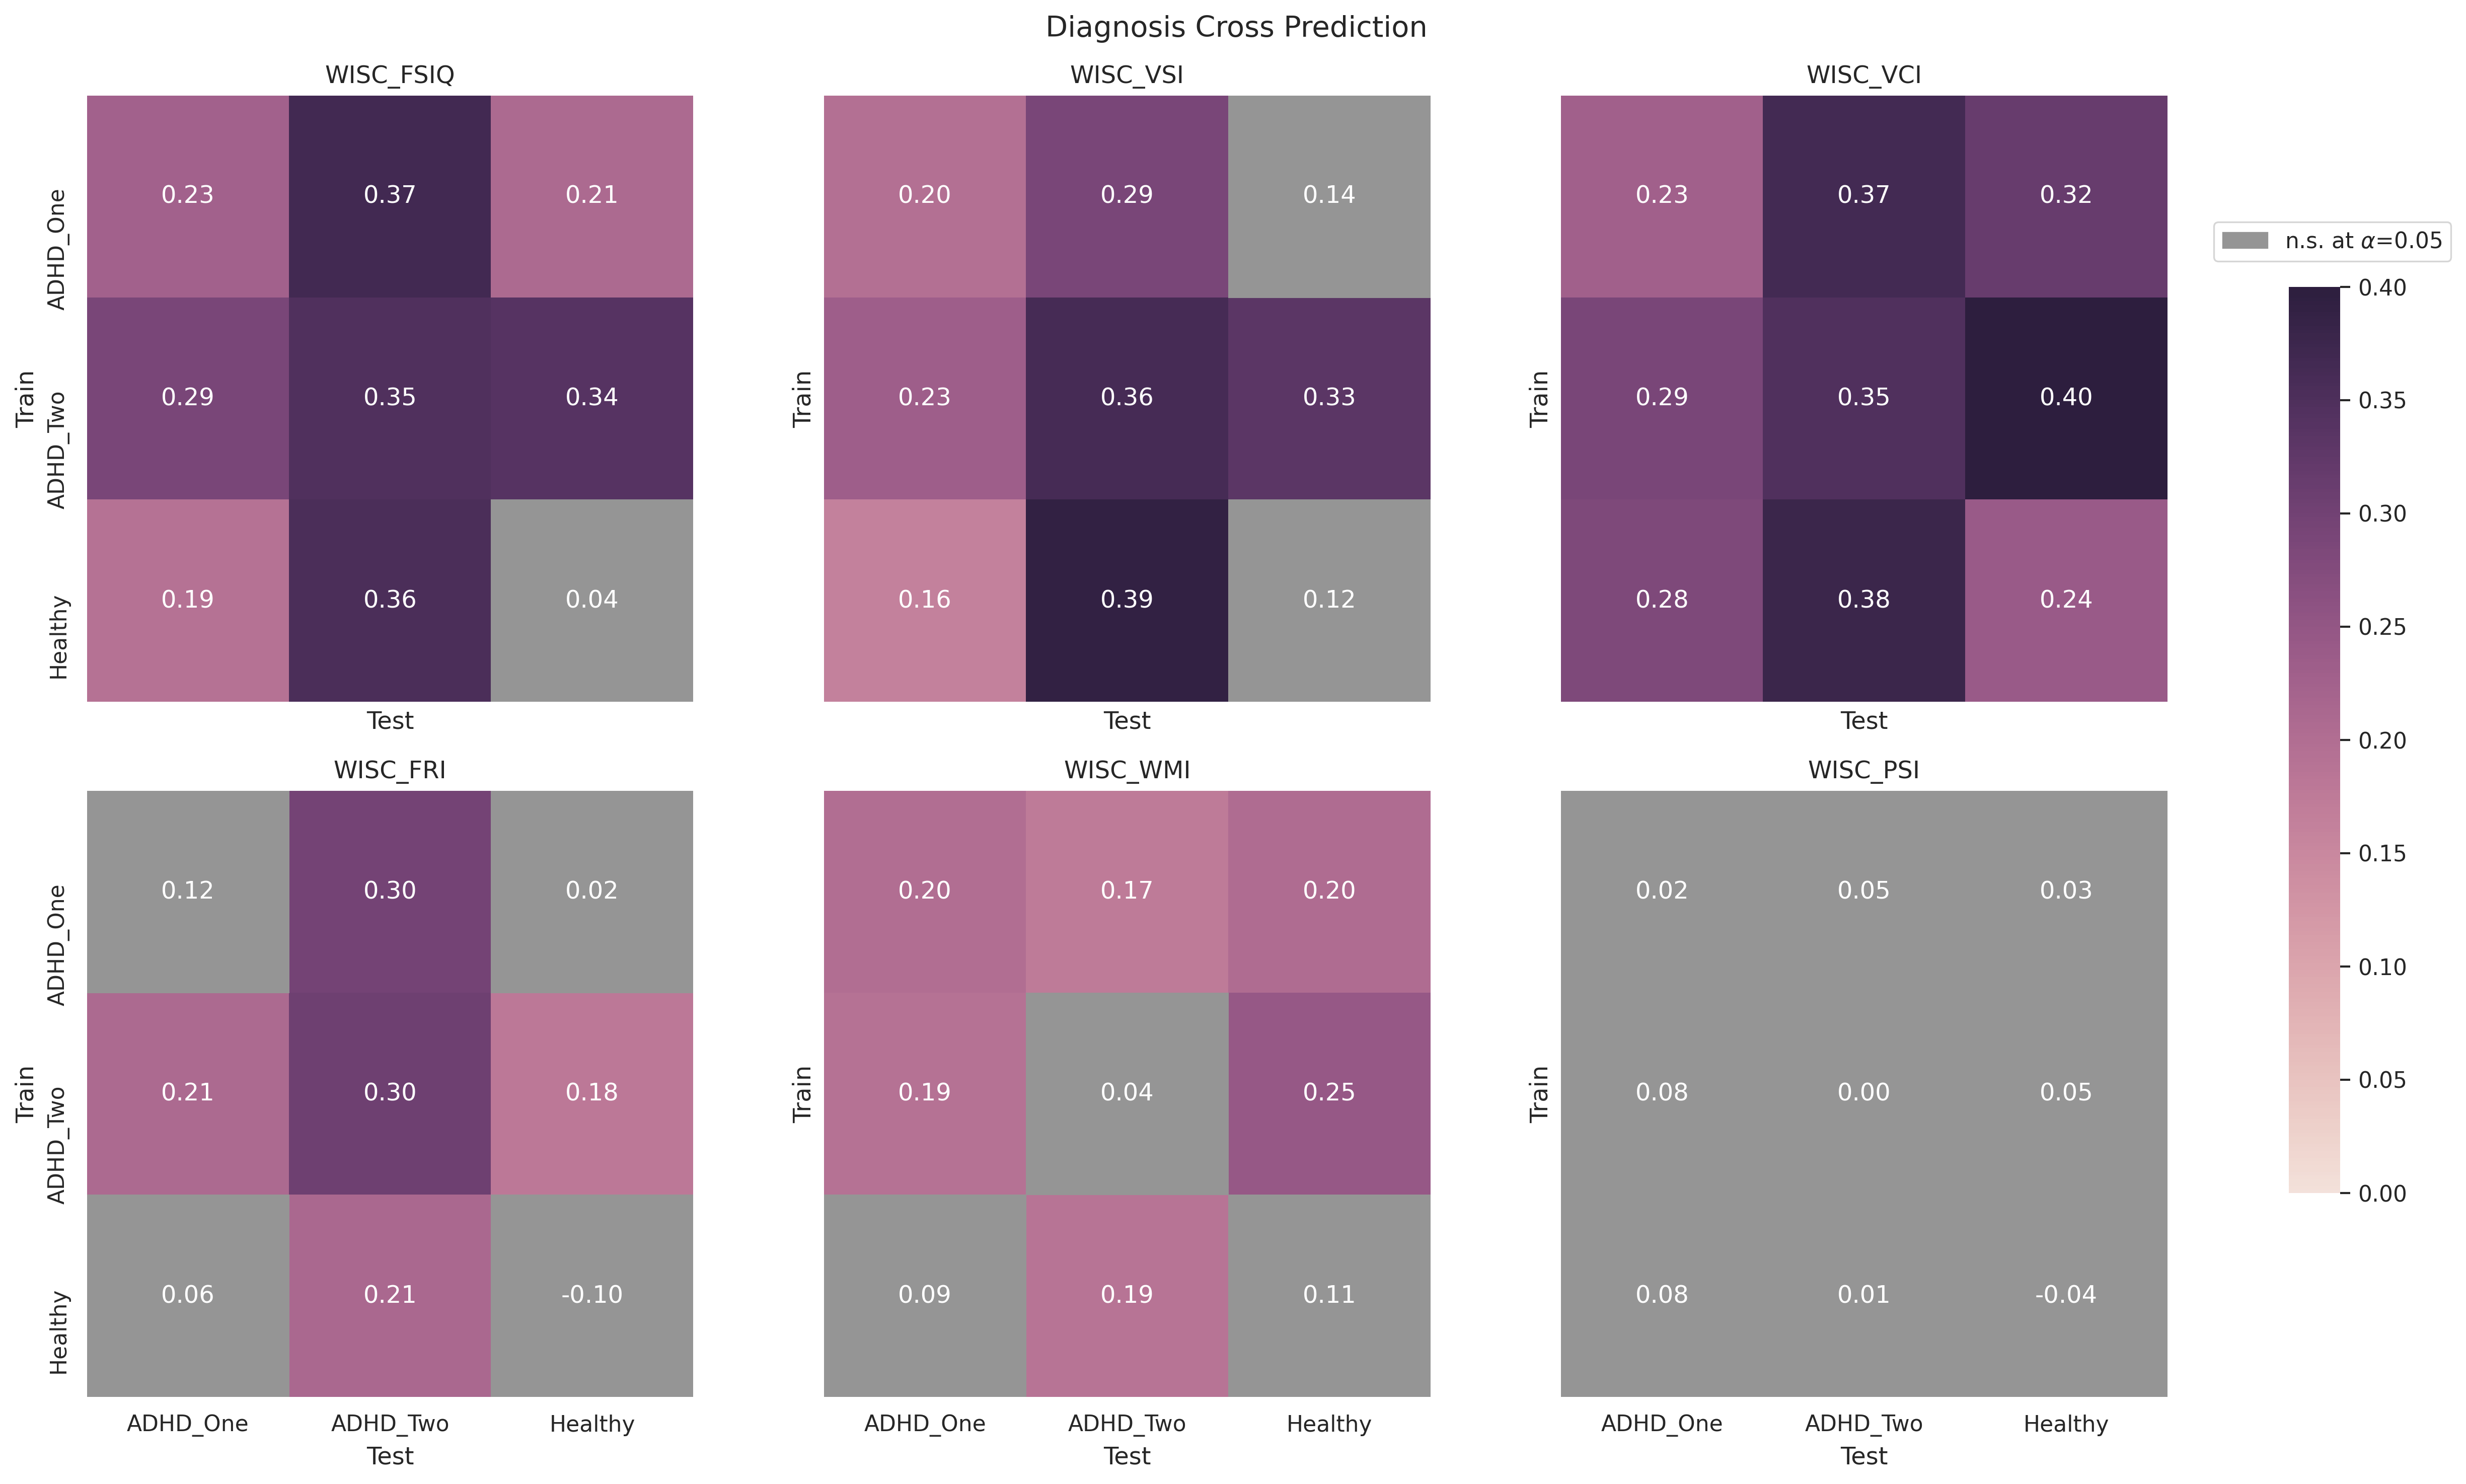 Diagnosis Cross Prediction
WISC_FSIQ
WISC_VSI
WISC_VCI
0.23 0.37 0.21
0.20 0.29 0.14
0.23 0.37 0.32
0.29 0.35 0.34
0.23 0.36 0.33
0.29 0.35 0.40
0.19 0.36 0.04
0.16 0.39 0.12
0.28 0.38 0.24
ADHD_One
ADHD_Two
Healthy
Train
Train
Train
Test
Test
Test
WISC_FRI
WISC_WMI
WISC_PSI
0.12 0.30 0.02
0.20 0.17 0.20
0.02 0.05 0.03
0.21 0.30 0.18
0.19 0.04 0.25
0.08 0.00 0.05
0.06 0.21 -0.10
0.09 0.19 0.11
0.08 0.01 -0.04
ADHD_One
ADHD_Two
Healthy
Train
Train
Train
ADHD_One ADHD_Two Healthy
ADHD_One ADHD_Two Healthy
ADHD_One ADHD_Two Healthy
Test
Test
Test
n.s. at α=0.05
0.40
0.35
0.30
0.25
0.20
0.15
0.10
0.05
0.00